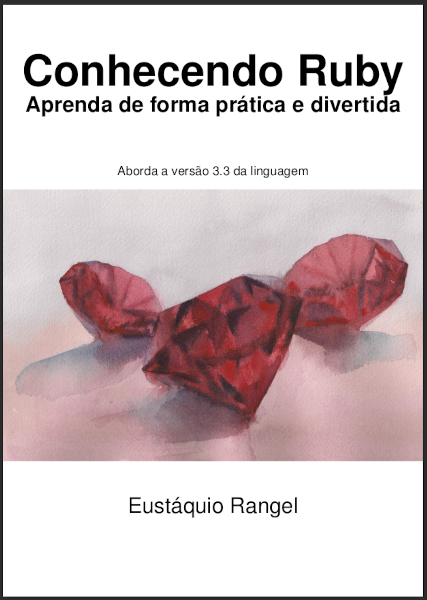 Conhecendo Ruby
Aprenda de forma prática e divertida
Aborda a versão 3.3 da linguagem
Eustáquio Rangel